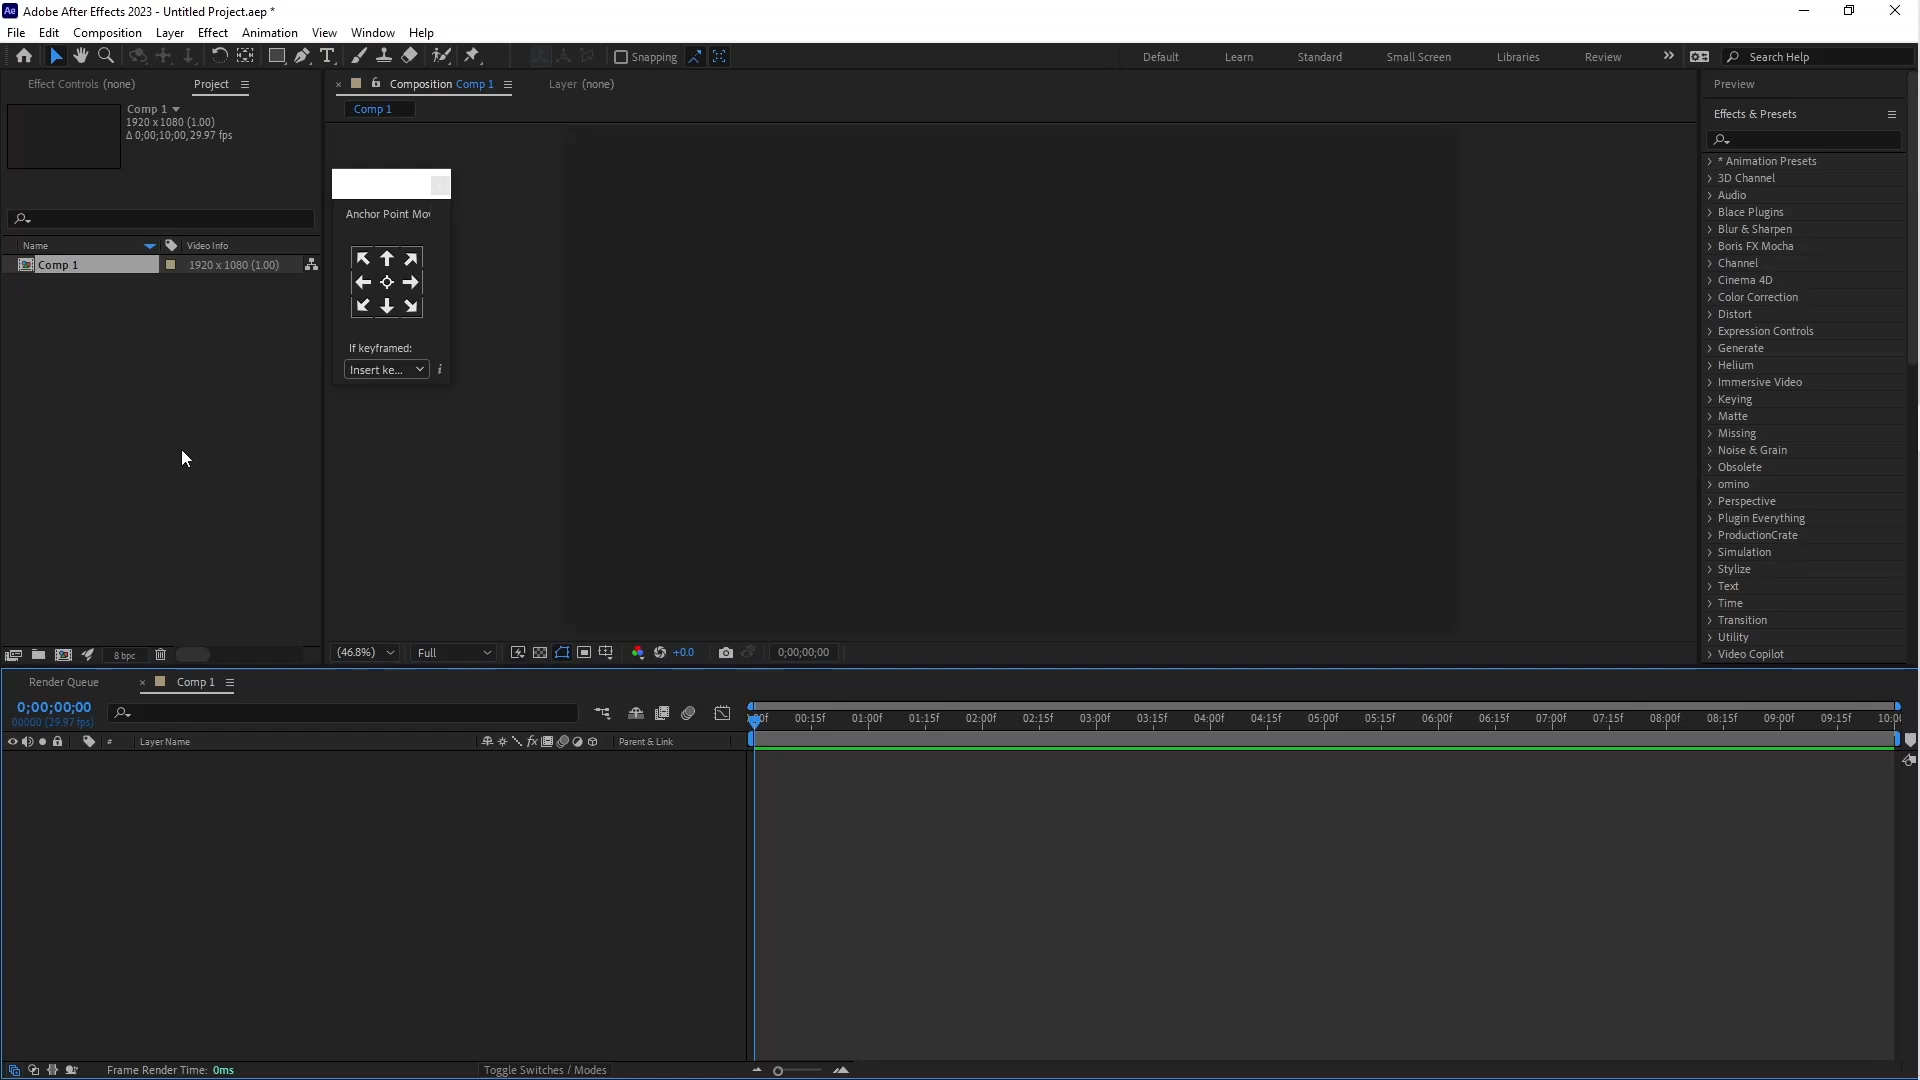 Adobe After Effects 2023 - Untitled Project.aep *
File Edit Composition Layer Effect Animation View Window Help
Snapping
Default Learn Standard Small Screen Libraries Review
Search Help
Effect Controls (none) Project
Comp 1
1920 x 1080 (1.00)
Δ 0;00;10;00, 29.97 fps
Name Video Info
Comp 1 1920 x 1080 (1.00)
8 bpc
Composition Comp 1
Layer (none)
Comp 1
Anchor Point Mov
If keyframed:
Insert ke...
(46.8%) Full +0.0 0;00;00;00
Preview
Effects & Presets
* Animation Presets
3D Channel
Audio
Blace Plugins
Blur & Sharpen
Boris FX Mocha
Channel
Cinema 4D
Color Correction
Distort
Expression Controls
Generate
Helium
Immersive Video
Keying
Matte
Missing
Noise & Grain
Obsolete
omino
Perspective
Plugin Everything
ProductionCrate
Simulation
Stylize
Text
Time
Transition
Utility
Video Copilot
Render Queue Comp 1
0;00;00;00
00000 (29.97 fps)
00:15f 01:00f 01:15f 02:00f 02:15f 03:00f 03:15f 04:00f 04:15f 05:00f 05:15f 06:00f 06:15f 07:00f 07:15f 08:00f 08:15f 09:00f 09:15f 10:0
# Layer Name fx Parent & Link
Frame Render Time: 0ms
Toggle Switches / Modes